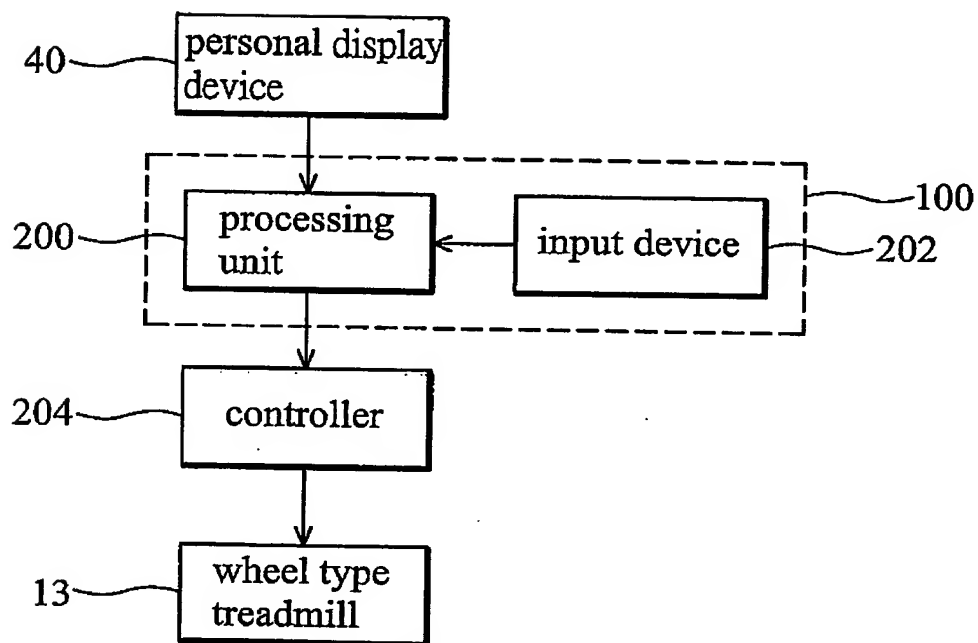 personal display
device
40
100
processing
unit
200
input device
202
controller
204
wheel type
treadmill
13